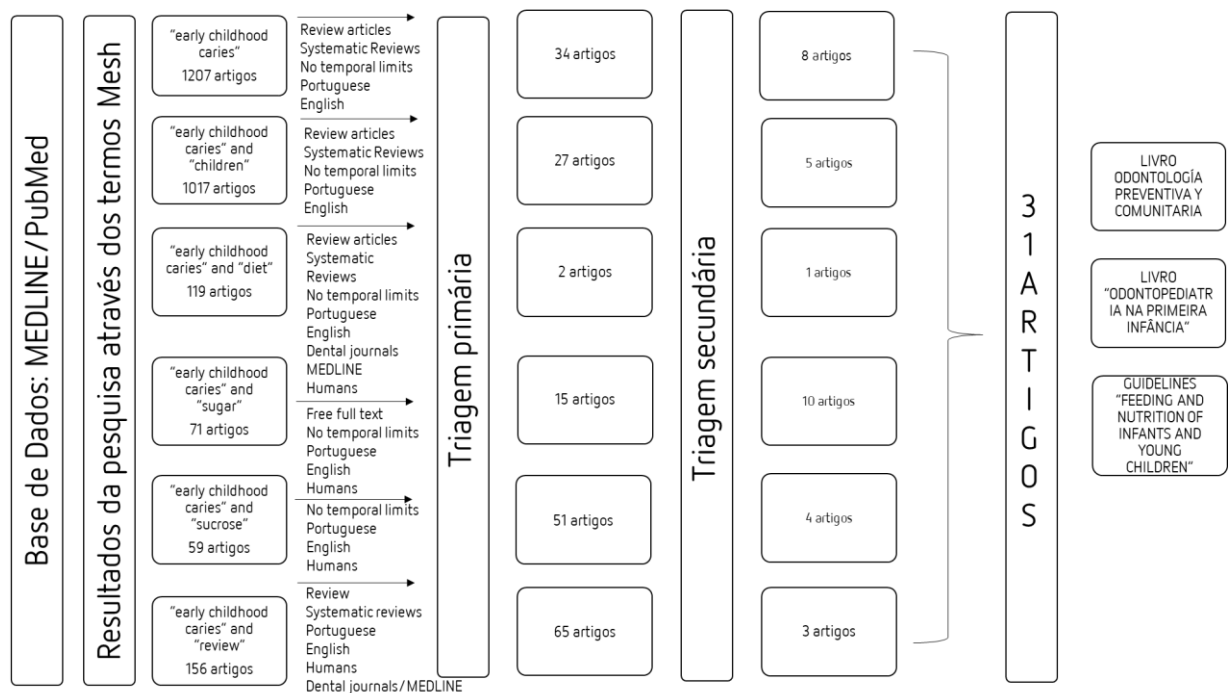 Base de Dados: MEDLINE/PubMed
Resultados da pesquisa através dos termos Mesh
"early childhood
caries"
1207 artigos
Review articles
Systematic Reviews
No temporal limits
Portuguese
English
"early childhood
caries" and
"children"
1017 artigos
Review articles
Systematic Reviews
No temporal limits
Portuguese
English
"early childhood
caries" and "diet"
119 artigos
Review articles
Systematic
Reviews
No temporal limits
Portuguese
English
Dental journals
MEDLINE
Humans
"early childhood
caries" and
"sugar"
71 artigos
Free full text
No temporal limits
Portuguese
English
Humans
"early childhood
caries" and
"sucrose"
59 artigos
No temporal limits
Portuguese
English
Humans
"early childhood
caries" and
"review"
156 artigos
Review
Systematic reviews
Portuguese
English
Humans
Dental journals/MEDLINE
Triagem primária
34 artigos
27 artigos
2 artigos
15 artigos
51 artigos
65 artigos
Triagem secundária
8 artigos
5 artigos
1 artigos
10 artigos
4 artigos
3 artigos
31 ARTIGOS
LIVRO
ODONTOLOGÍA
PREVENTIVA Y
COMUNITARIA
LIVRO
"ODONTOPEDIATR
IA NA PRIMEIRA
INFÂNCIA"
GUIDELINES
"FEEDING AND
NUTRITION OF
INFANTS AND
YOUNG
CHILDREN"